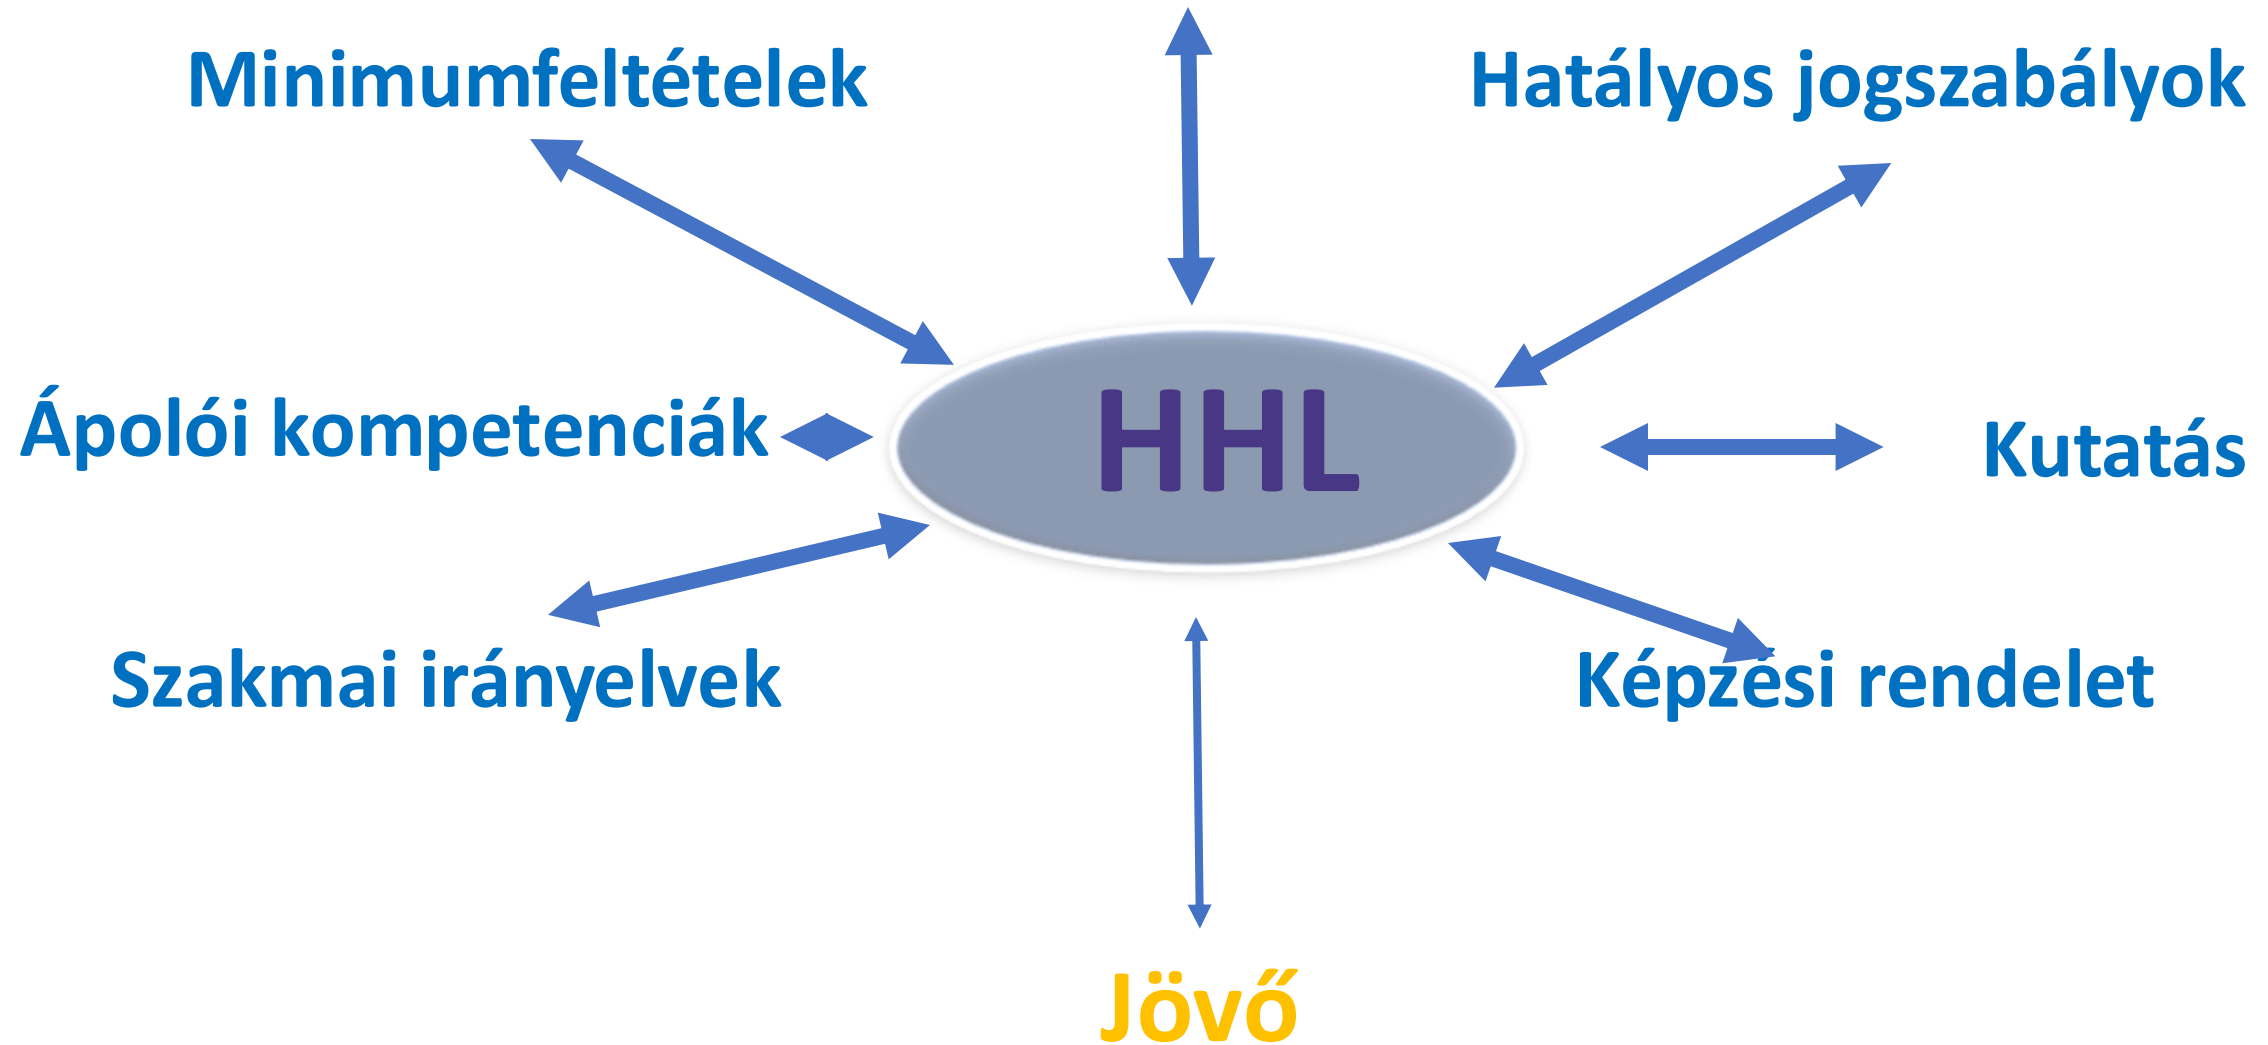 Minimumfeltételek
Hatályos jogszabályok
HHL
Ápolói kompetenciák
Kutatás
Szakmai irányelvek
Képzési rendelet
Jövő